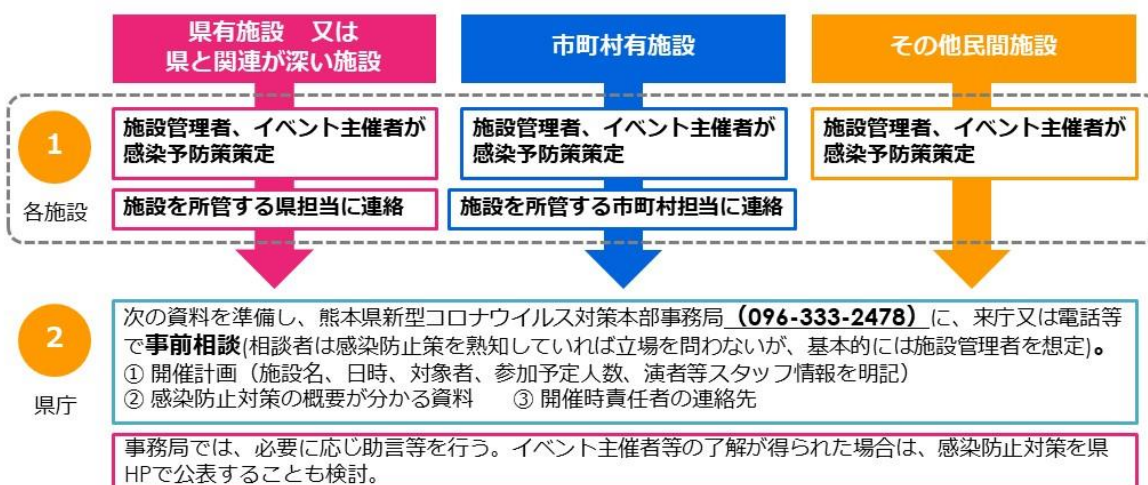 県有施設 又は
県と関連が深い施設
市町村有施設
その他民間施設
1
各施設
施設管理者、イベント主催者が
感染予防策策定
施設を所管する県担当に連絡
施設管理者、イベント主催者が
感染予防策策定
施設を所管する市町村担当に連絡
施設管理者、イベント主催者が
感染予防策策定
2
県庁
次の資料を準備し、熊本県新型コロナウイルス対策本部事務局（096-333-2478）に、来庁又は電話等
で事前相談(相談者は感染防止策を熟知していれば立場を問わないが、基本的には施設管理者を想定)。
① 開催計画（施設名、日時、対象者、参加予定人数、演者等スタッフ情報を明記）
② 感染防止対策の概要が分かる資料 ③ 開催時責任者の連絡先
事務局では、必要に応じ助言等を行う。イベント主催者等の了解が得られた場合は、感染防止対策を県
HPで公表することも検討。